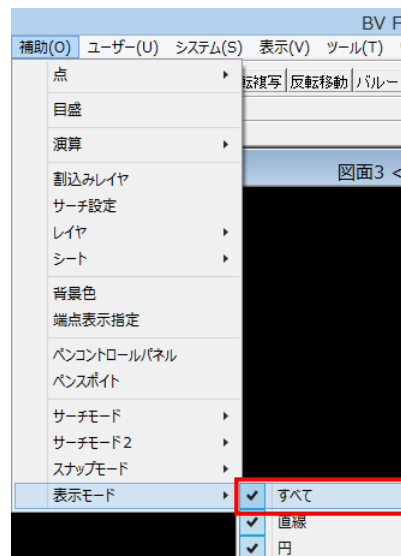 BV F
補助(O) ユーザー(U) システム(S) 表示(V) ツール(T)
点
転複写 反転移動 バルー
目盛
演算
図面3 <
割込みレイヤ
サーチ設定
レイヤ
シート
背景色
端点表示指定
ペンコントロールパネル
ペンスポイト
サーチモード
サーチモード2
スナップモード
表示モード
すべて
直線
円